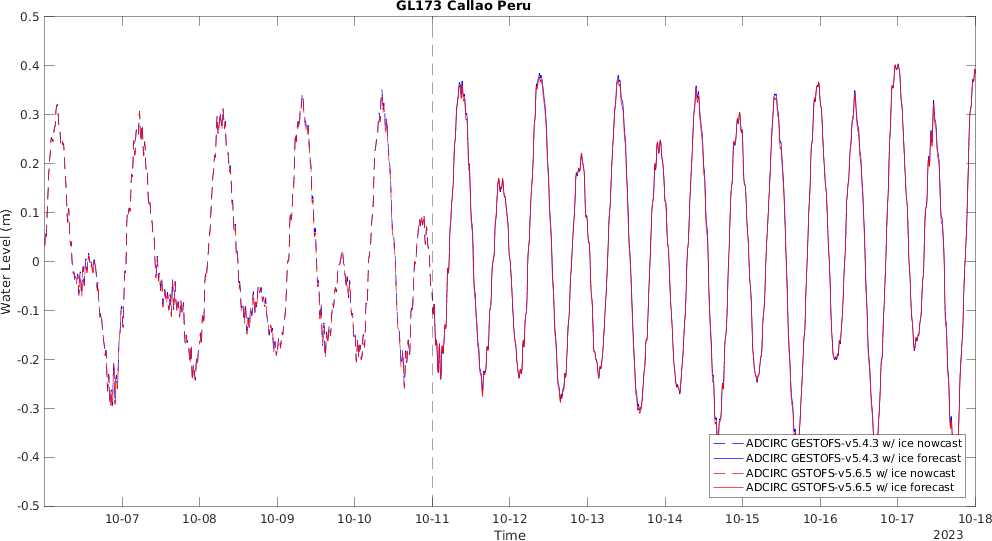 GL173 Callao Peru
0.5
0.4
0.3
0.2
0.1
0
-0.1
-0.2
-0.3
-0.4
-0.5
Water Level (m)
ADCIRC GESTOFS-v5.4.3 w/ ice nowcast
ADCIRC GESTOFS-v5.4.3 w/ ice forecast
ADCIRC GSTOFS-v5.6.5 w/ ice nowcast
ADCIRC GSTOFS-v5.6.5 w/ ice forecast
10-07 10-08 10-09 10-10 10-11 10-12 10-13 10-14 10-15 10-16 10-17 10-18
Time
2023